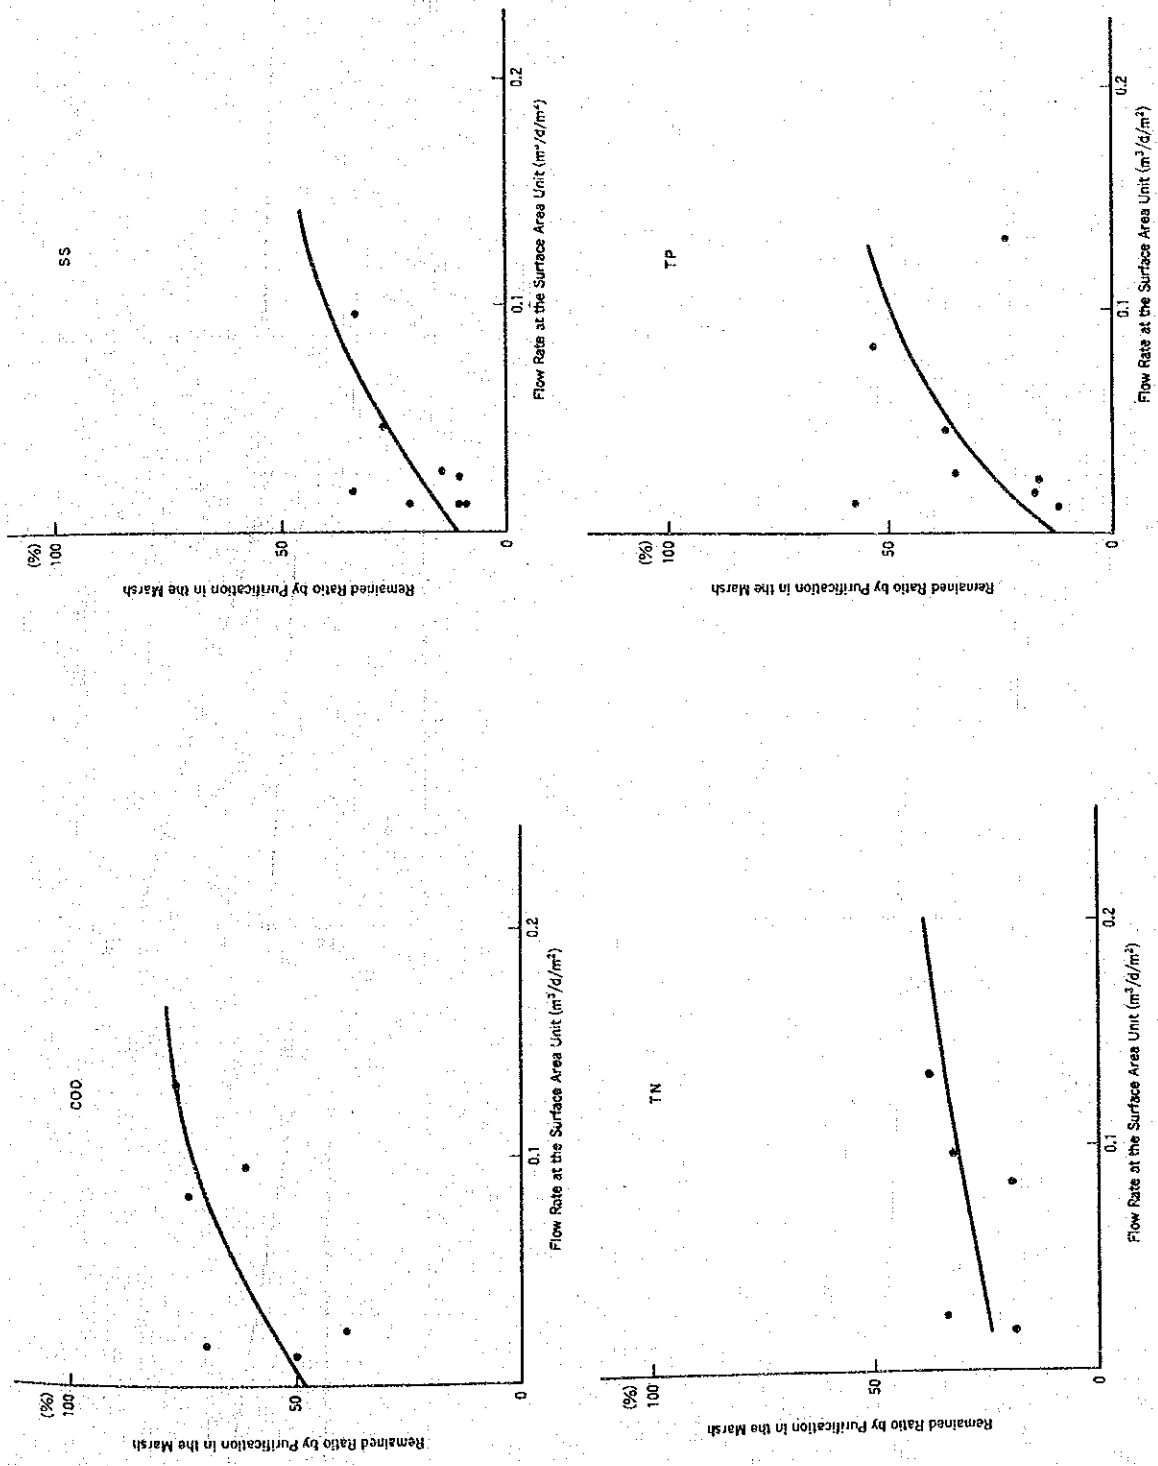 COD
(%)
100
50
0
0.1
0.2
Remained Ratio by Purification in the Marsh
Flow Rate at the Surface Area Unit (m³/d/m²)
SS
(%)
100
50
0
0.1
0.2
Remained Ratio by Purification in the Marsh
Flow Rate at the Surface Area Unit (m³/d/m²)
TN
(%)
100
50
0
0.1
0.2
Remained Ratio by Purification in the Marsh
Flow Rate at the Surface Area Unit (m³/d/m²)
TP
(%)
100
50
0
0.1
0.2
Remained Ratio by Purification in the Marsh
Flow Rate at the Surface Area Unit (m³/d/m²)